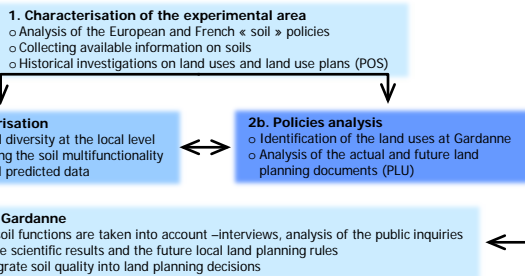 1. Characterisation of the experimental area
o Analysis of the European and French « soil » policies
o Collecting available information on soils
o Historical investigations on land uses and land use plans (POS)
risation
diversity at the local level
ng the soil multifunctionality
predicted data
2b. Policies analysis
o Identification of the land uses at Gardanne
o Analysis of the actual and future land
planning documents (PLU)
Gardanne
soil functions are taken into account –interviews, analysis of the public inquiries
e scientific results and the future local land planning rules
grate soil quality into land planning decisions